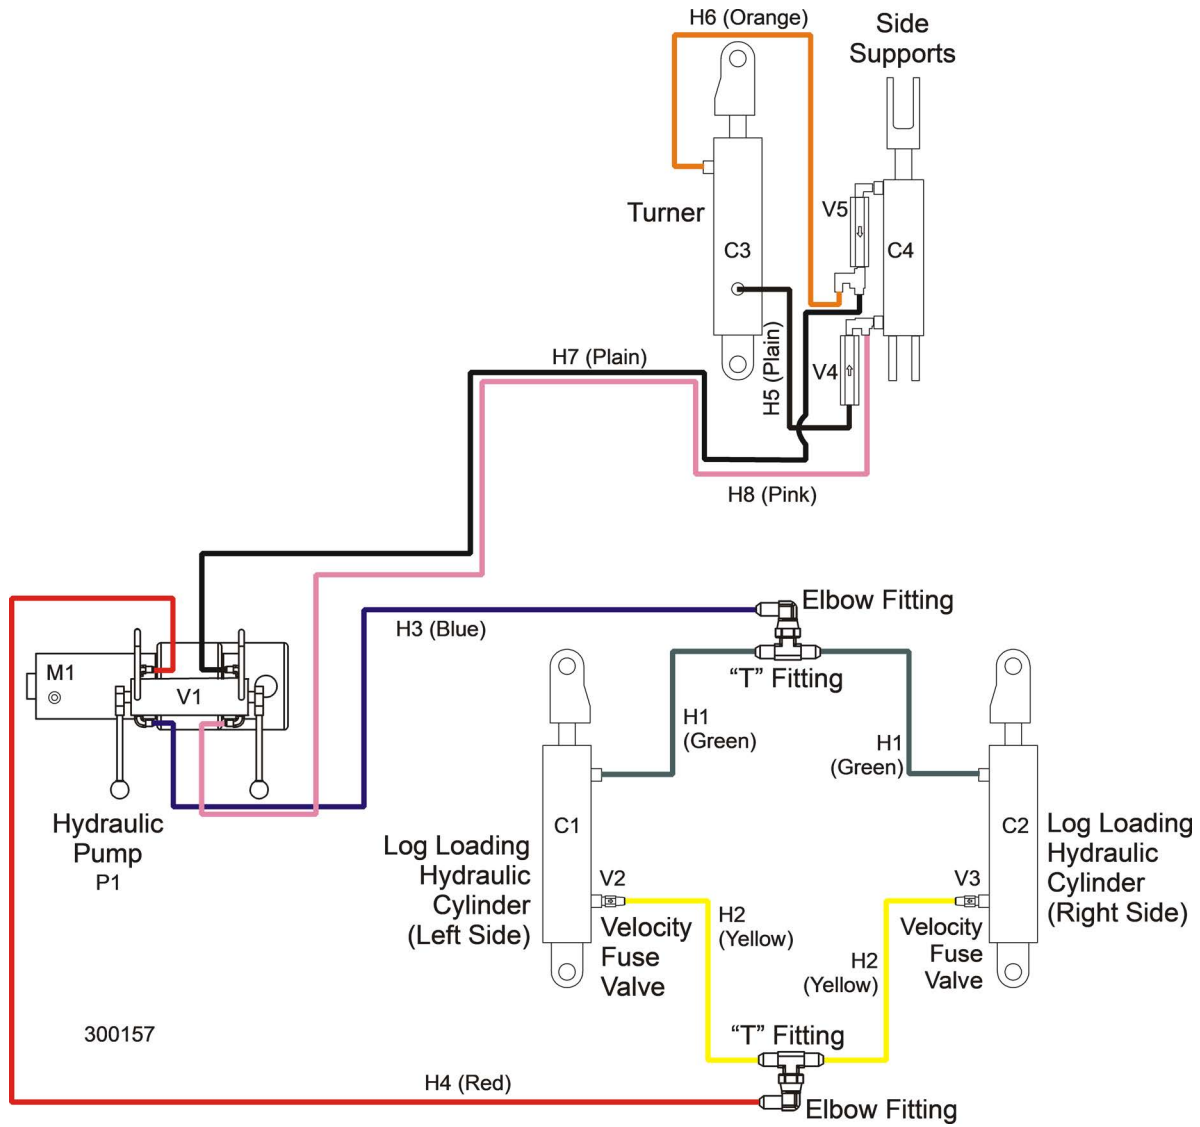 H6 (Orange)
Side
Supports
V5
Turner
C3
C4
H5 (Plain)
H7 (Plain)
V4
H8 (Pink)
Elbow Fitting
H3 (Blue)
M1
"T" Fitting
V1
H1
(Green)
H1
(Green)
Hydraulic
Pump
P1
C1
C2
Log Loading
Hydraulic
Cylinder
(Left Side)
Log Loading
Hydraulic
Cylinder
(Right Side)
V2
Velocity
Fuse
Valve
H2
(Yellow)
V3
Velocity
Fuse
Valve
H2
(Yellow)
300157
"T" Fitting
H4 (Red)
Elbow Fitting